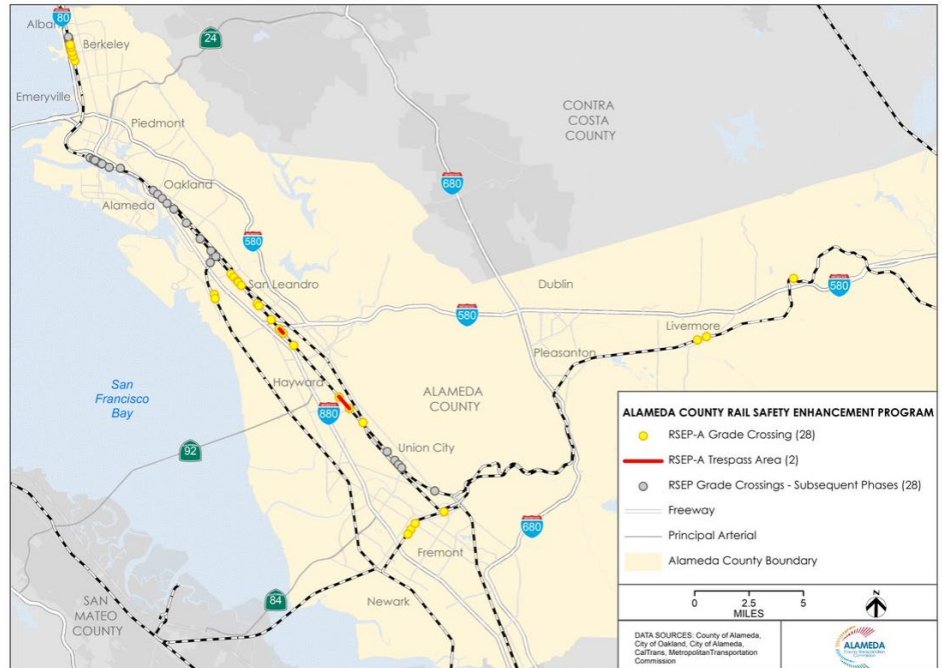 80
Berkeley
24
Emeryville
Piedmont
CONTRA
COSTA
COUNTY
Oakland
Alameda
680
580
San Leandro
Dublin
580
580
Livermore
Pleasanton
San
Francisco
Bay
Hayward
ALAMEDA
COUNTY
880
92
Union City
680
Fremont
84
Newark
SAN
MATEO
COUNTY
ALAMEDA COUNTY RAIL SAFETY ENHANCEMENT PROGRAM
RSEP-A Grade Crossing (28)
RSEP-A Trespass Area (2)
RSEP Grade Crossings - Subsequent Phases (28)
Freeway
Principal Arterial
Alameda County Boundary
0 2.5 5
MILES
N
DATA SOURCES: County of Alameda,
City of Oakland, City of Alameda,
CalTrans, MetropolitanTransportation
Commission
ALAMEDA
County Transportation
Commission